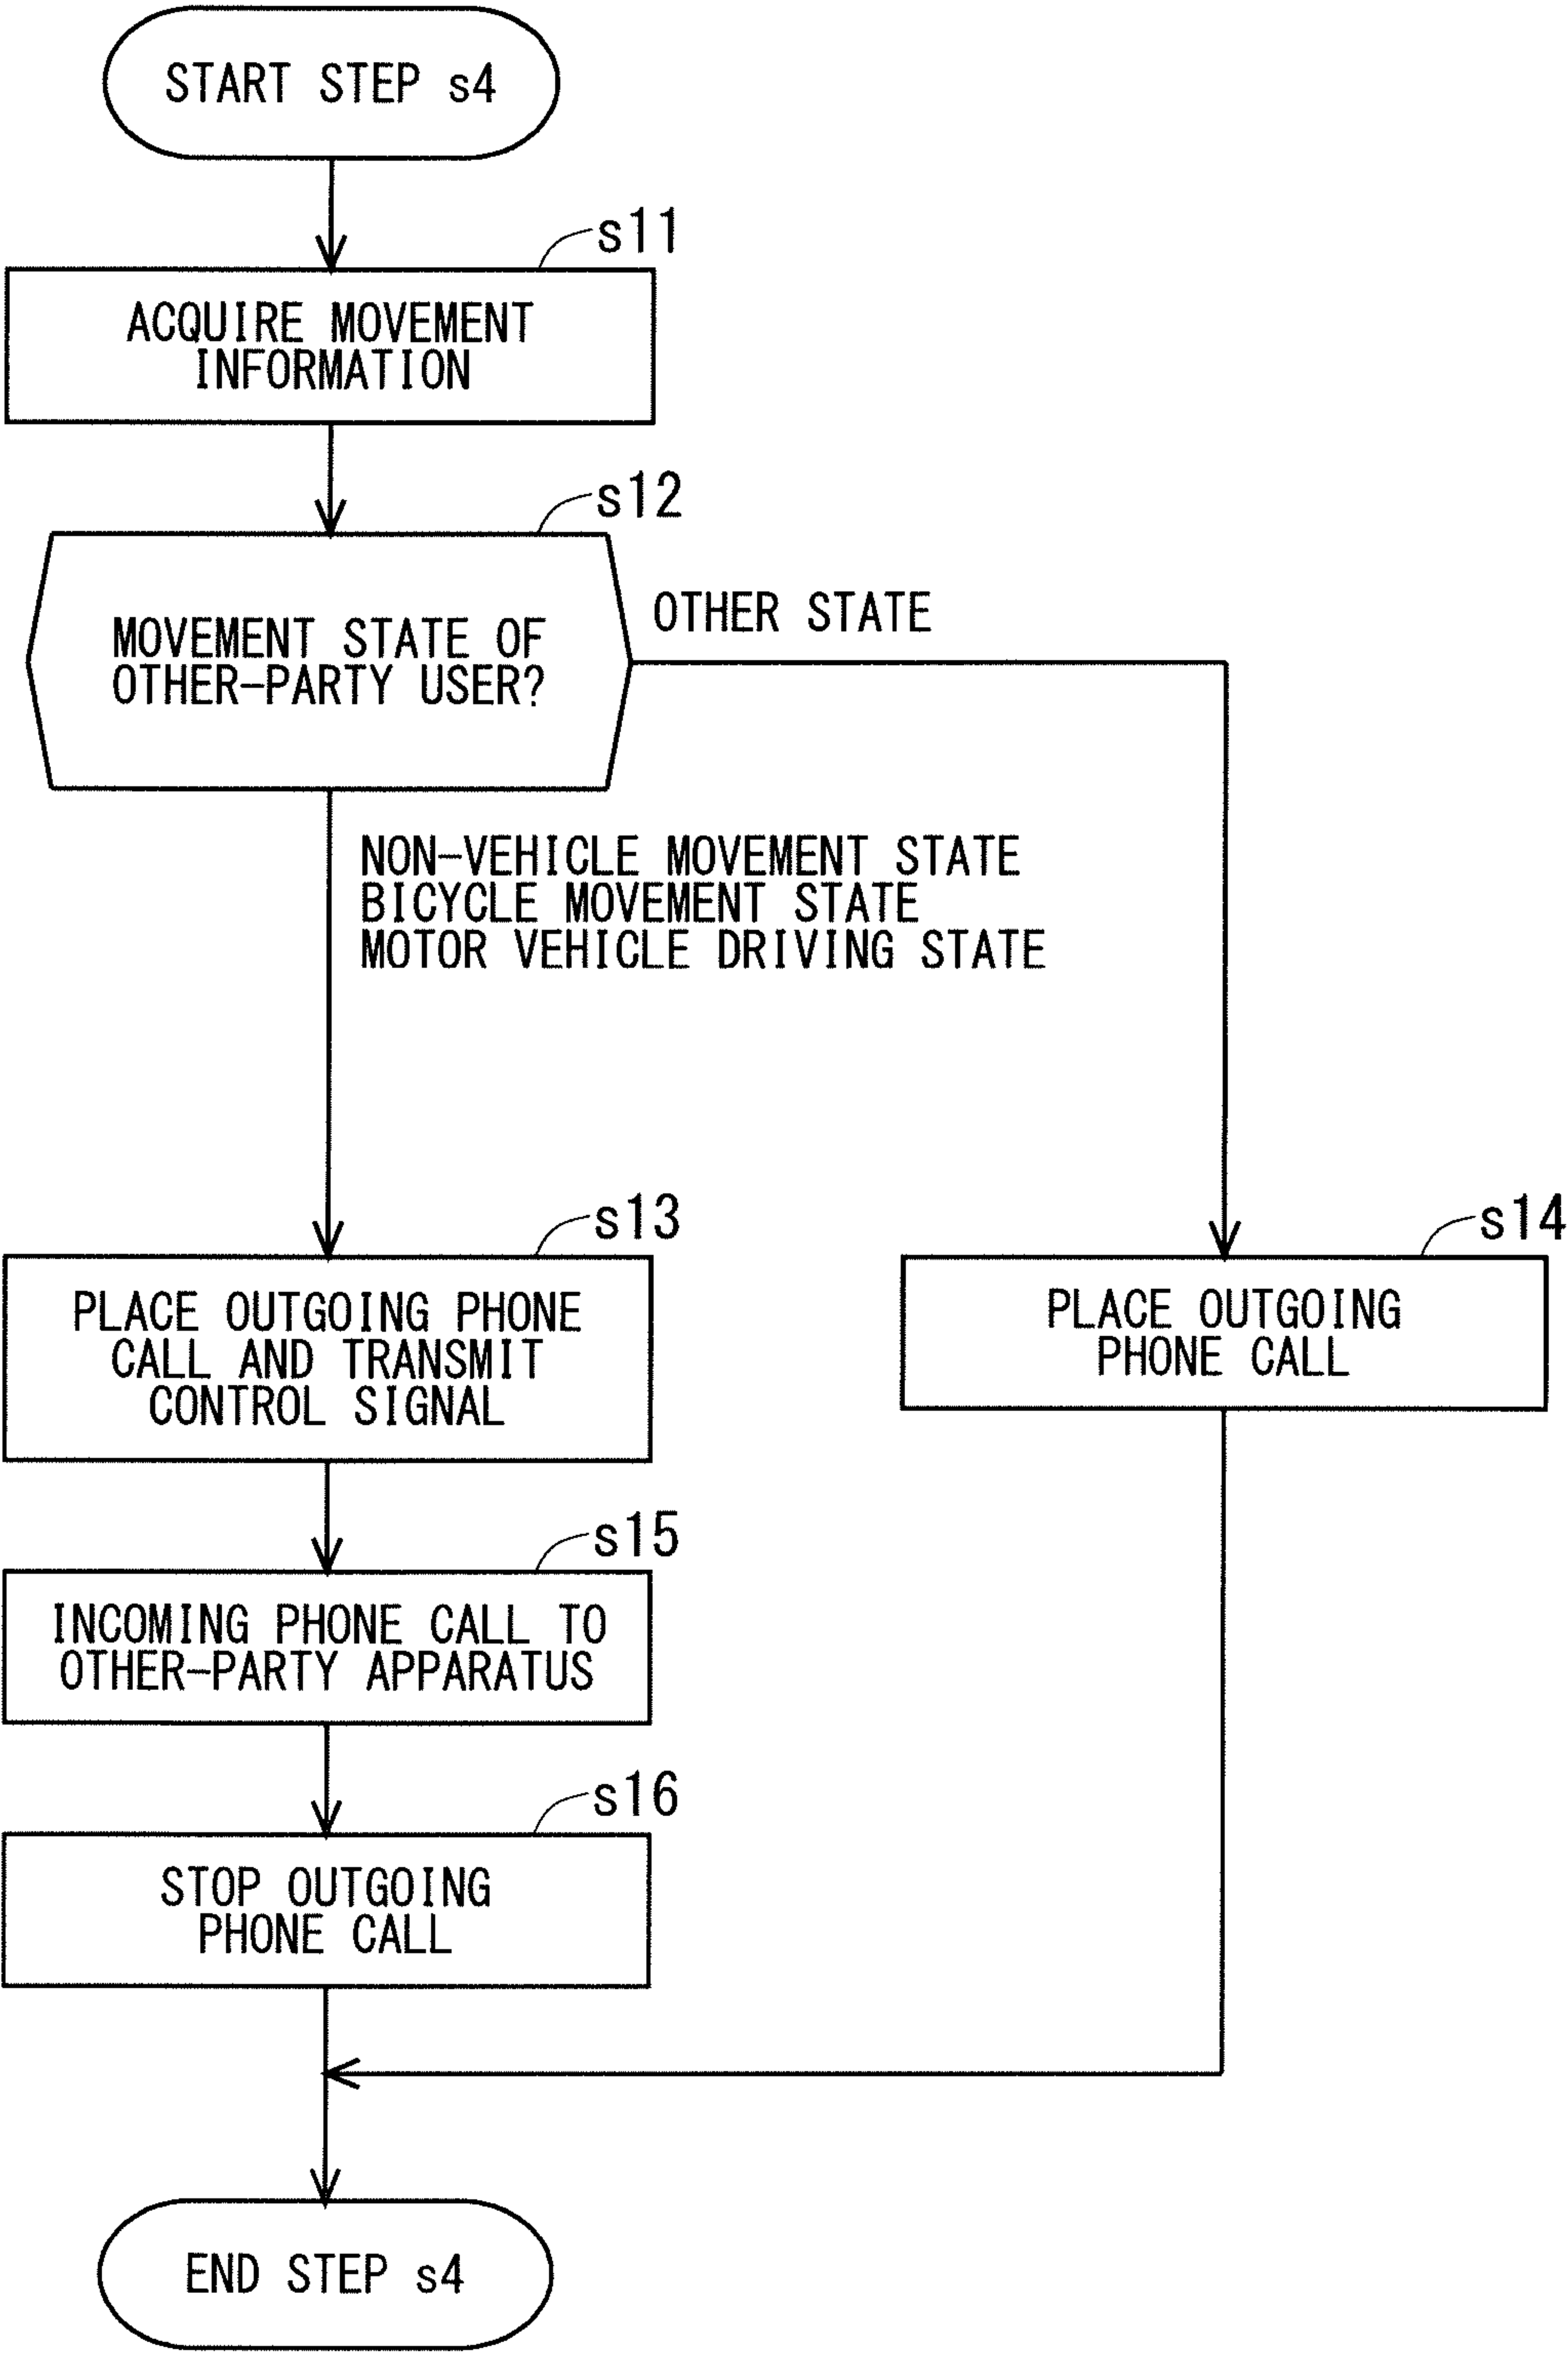 START STEP s4
s11
ACQUIRE MOVEMENT
INFORMATION
s12
MOVEMENT STATE OF
OTHER-PARTY USER?
OTHER STATE
NON-VEHICLE MOVEMENT STATE
BICYCLE MOVEMENT STATE
MOTOR VEHICLE DRIVING STATE
s13
PLACE OUTGOING PHONE
CALL AND TRANSMIT
CONTROL SIGNAL
s14
PLACE OUTGOING
PHONE CALL
s15
INCOMING PHONE CALL TO
OTHER-PARTY APPARATUS
s16
STOP OUTGOING
PHONE CALL
END STEP s4